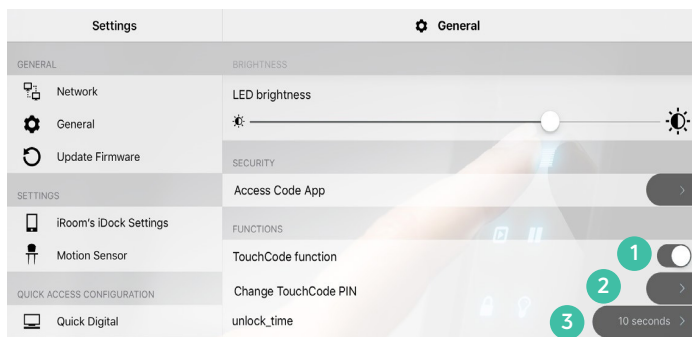 Settings
General
GENERAL
Network
General
Update Firmware
SETTINGS
iRoom's iDock Settings
Motion Sensor
QUICK ACCESS CONFIGURATION
Quick Digital
BRIGHTNESS
LED brightness
SECURITY
Access Code App
FUNCTIONS
TouchCode function
1
Change TouchCode PIN
2
unlock_time
3
10 seconds